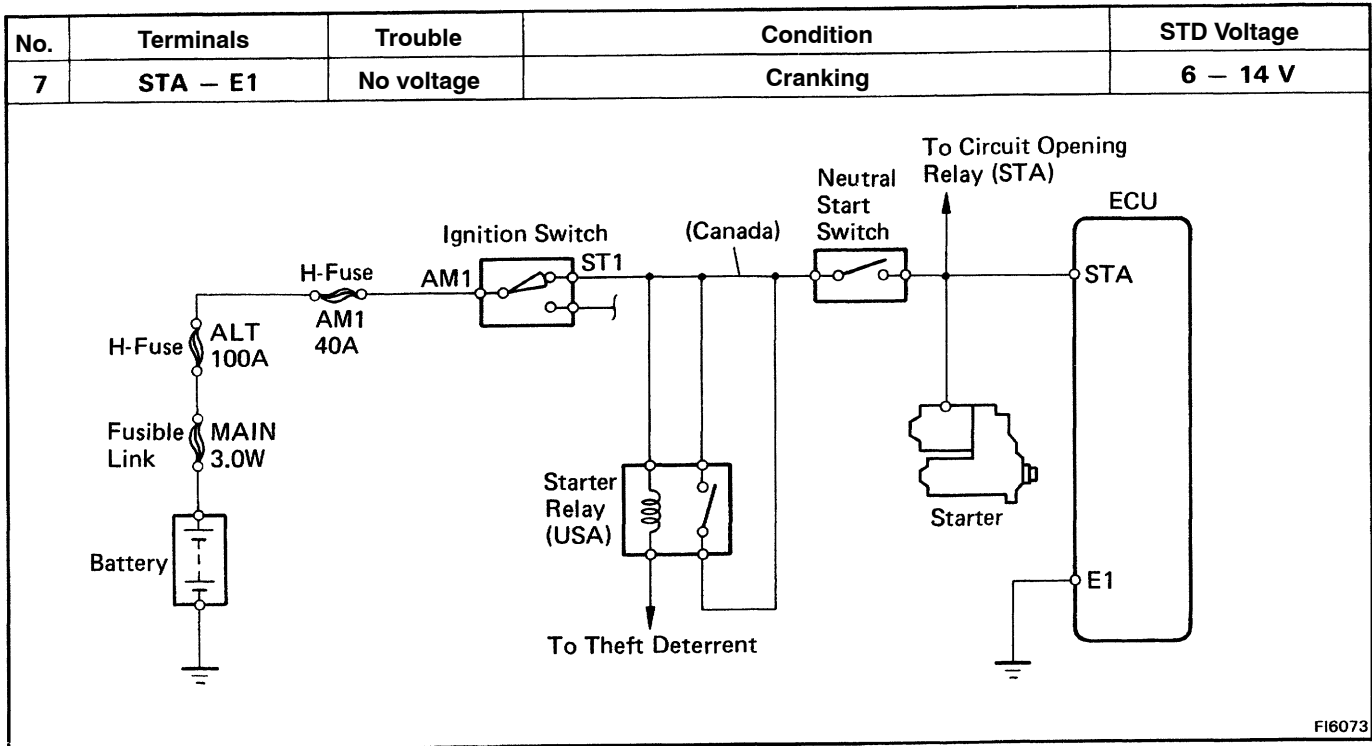 No. Terminals Trouble Condition STD Voltage
7 STA — E1 No voltage Cranking 6 — 14 V
To Circuit Opening
Relay (STA)
Neutral
Start
Switch
ECU
Ignition Switch
(Canada)
H-Fuse
AM1
ST1
STA
AM1
40A
H-Fuse
ALT
100A
Fusible
Link
MAIN
3.0W
Starter
Relay
(USA)
Starter
Battery
E1
To Theft Deterrent
FI6073